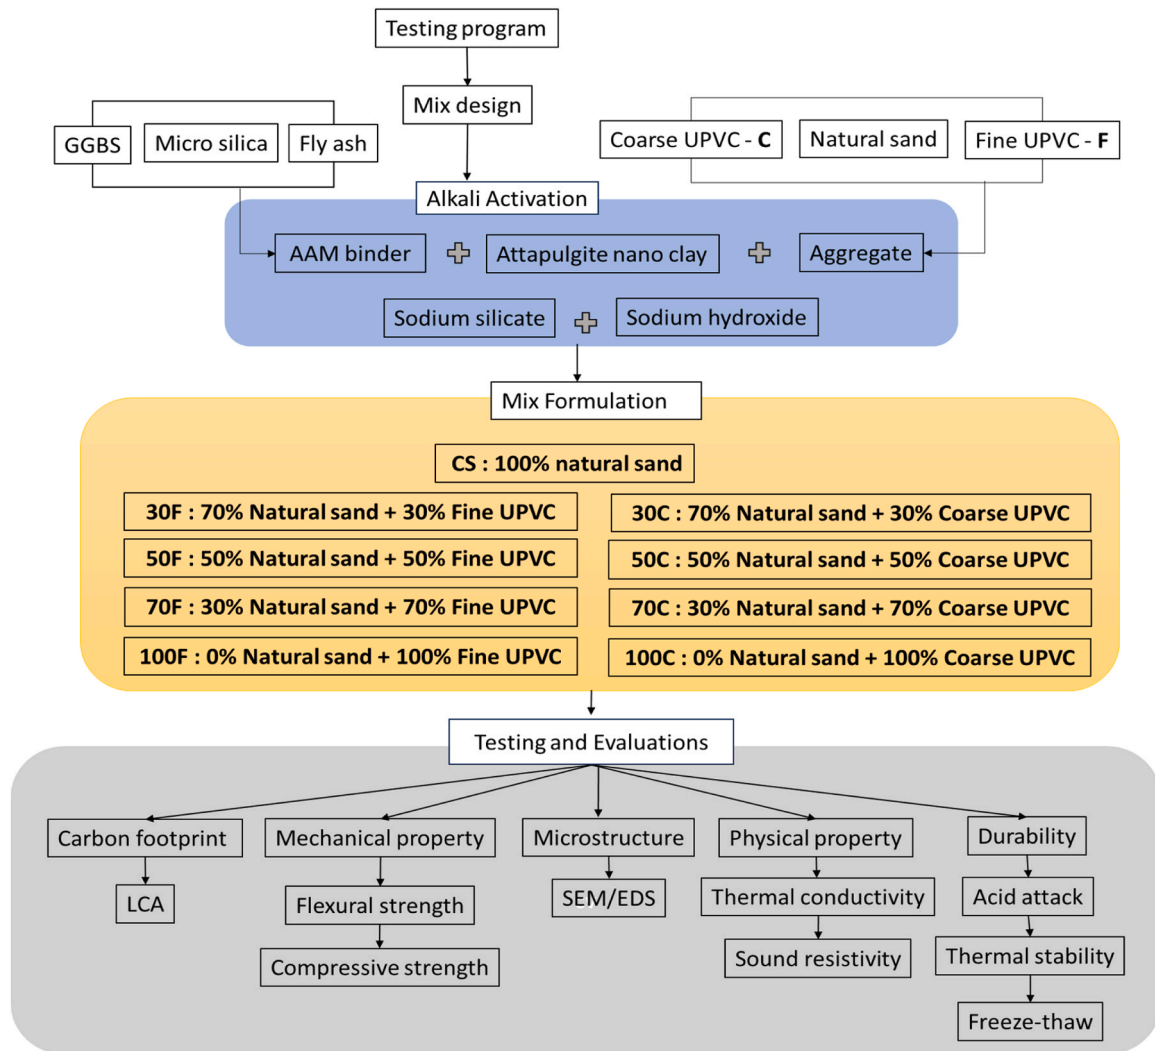 Testing program
Mix design
GGBS
Micro silica
Fly ash
Coarse UPVC - C
Natural sand
Fine UPVC - F
Alkali Activation
AAM binder
Attapulgite nano clay
Aggregate
Sodium silicate
Sodium hydroxide
Mix Formulation
CS : 100% natural sand
30F : 70% Natural sand + 30% Fine UPVC
30C : 70% Natural sand + 30% Coarse UPVC
50F : 50% Natural sand + 50% Fine UPVC
50C : 50% Natural sand + 50% Coarse UPVC
70F : 30% Natural sand + 70% Fine UPVC
70C : 30% Natural sand + 70% Coarse UPVC
100F : 0% Natural sand + 100% Fine UPVC
100C : 0% Natural sand + 100% Coarse UPVC
Testing and Evaluations
Carbon footprint
Mechanical property
Microstructure
Physical property
Durability
LCA
Flexural strength
SEM/EDS
Thermal conductivity
Acid attack
Compressive strength
Sound resistivity
Thermal stability
Freeze-thaw